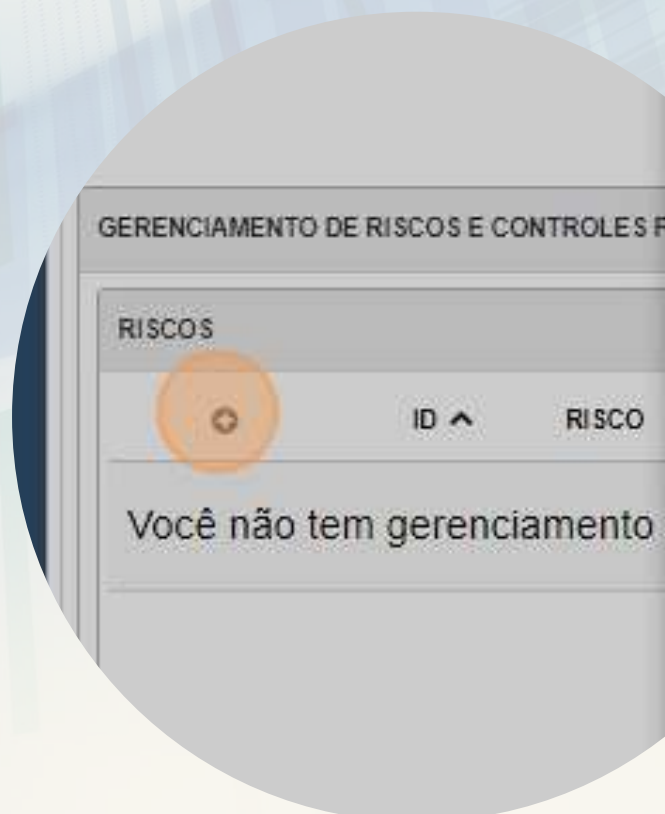 GERENCIAMENTO DE RISCOS E CONTROLES
RISCOS
ID RISCO
Você não tem gerenciamento